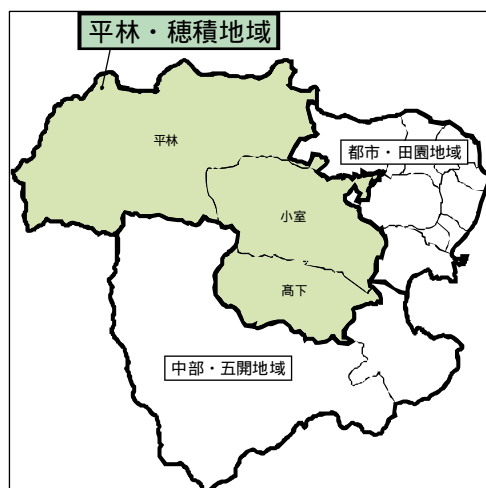 平林・穂積地域
平林
都市・田園地域
小室
髙下
中部・五開地域